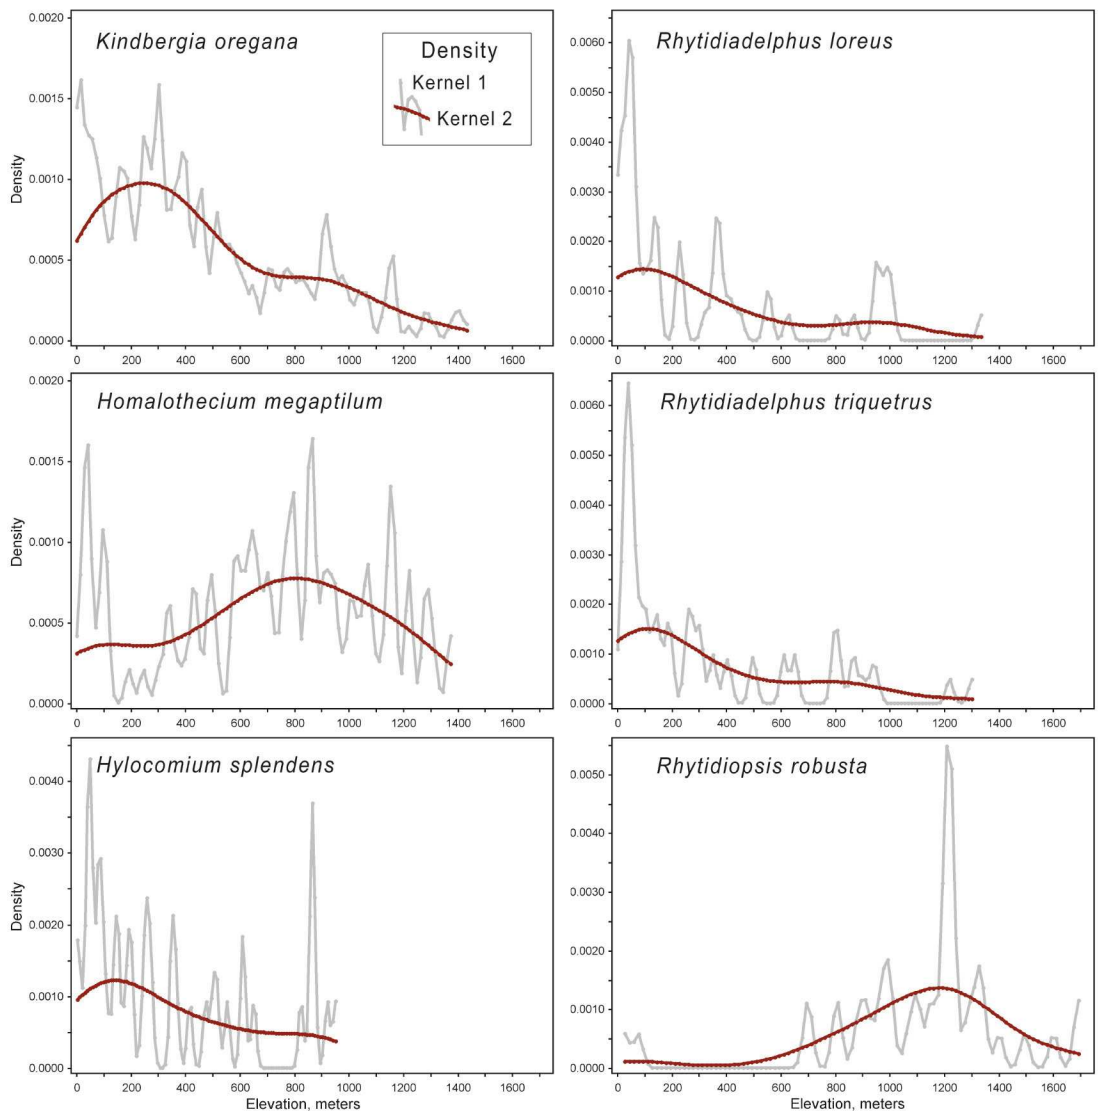 Kindbergia oregana
Density
Kernel 1
Kernel 2
0.0020
0.0015
0.0010
0.0005
0.0000
Density
0 200 400 600 800 1000 1200 1400 1600
Rhytidiadelphus loreus
0.0060
0.0050
0.0040
0.0030
0.0020
0.0010
0.0000
0 200 400 600 800 1000 1200 1400 1600
Homalothecium megaptilum
0.0020
0.0015
0.0010
0.0005
0.0000
Density
0 200 400 600 800 1000 1200 1400 1600
Rhytidiadelphus triquetrus
0.0060
0.0050
0.0040
0.0030
0.0020
0.0010
0.0000
0 200 400 600 800 1000 1200 1400 1600
Hylocomium splendens
0.0040
0.0030
0.0020
0.0010
0.0000
Density
0 200 400 600 800 1000 1200 1400 1600
Elevation, meters
Rhytidiopsis robusta
0.0050
0.0040
0.0030
0.0020
0.0010
0.0000
0 200 400 600 800 1000 1200 1400 1600
Elevation, meters